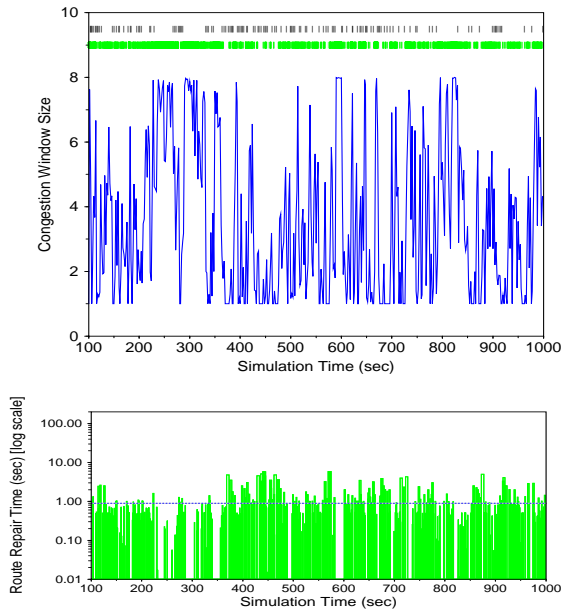 10
8
6
4
2
0
Congestion Window Size
100 200 300 400 500 600 700 800 900 1000
Simulation Time (sec)
Route Repair Time (sec) [log scale]
100.00
10.00
1.00
0.10
0.01
100 200 300 400 500 600 700 800 900 1000
Simulation Time (sec)